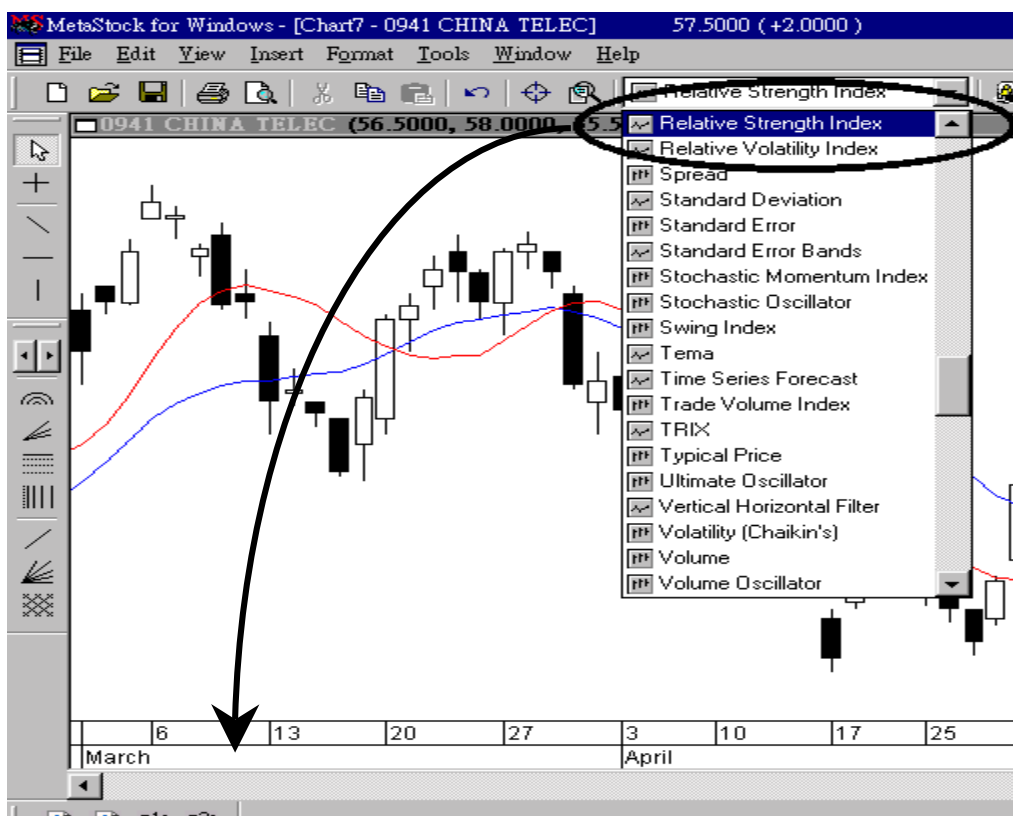 MetaStock for Windows - [Chart7 - 0941 CHINA TELEC] 57.5000 ( +2.0000 )
File Edit View Insert Format Tools Window Help
Relative Strength Index
0941 CHINA TELEC (56.5000, 58.0000,
Relative Strength Index
Relative Volatility Index
Spread
Standard Deviation
Standard Error
Standard Error Bands
Stochastic Momentum Index
Stochastic Oscillator
Swing Index
Tema
Time Series Forecast
Trade Volume Index
TRIX
Typical Price
Ultimate Oscillator
Vertical Horizontal Filter
Volatility (Chaikin's)
Volume
Volume Oscillator
6 13 20 27 3 10 17 25
March April